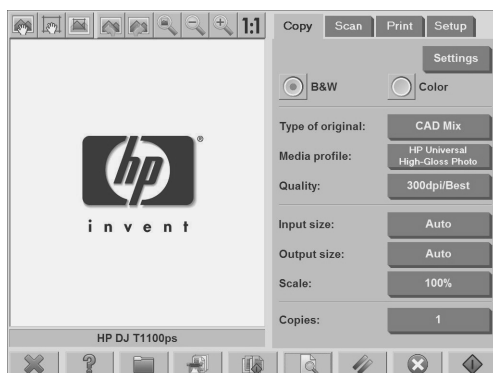 1:1
Copy Scan Print Setup
Settings
B&W Color
Type of original: CAD Mix
Media profile: HP Universal High-Gloss Photo
Quality: 300dpi/Best
hp
®
invent
Input size: Auto
Output size: Auto
Scale: 100%
Copies: 1
HP DJ T1100ps
?